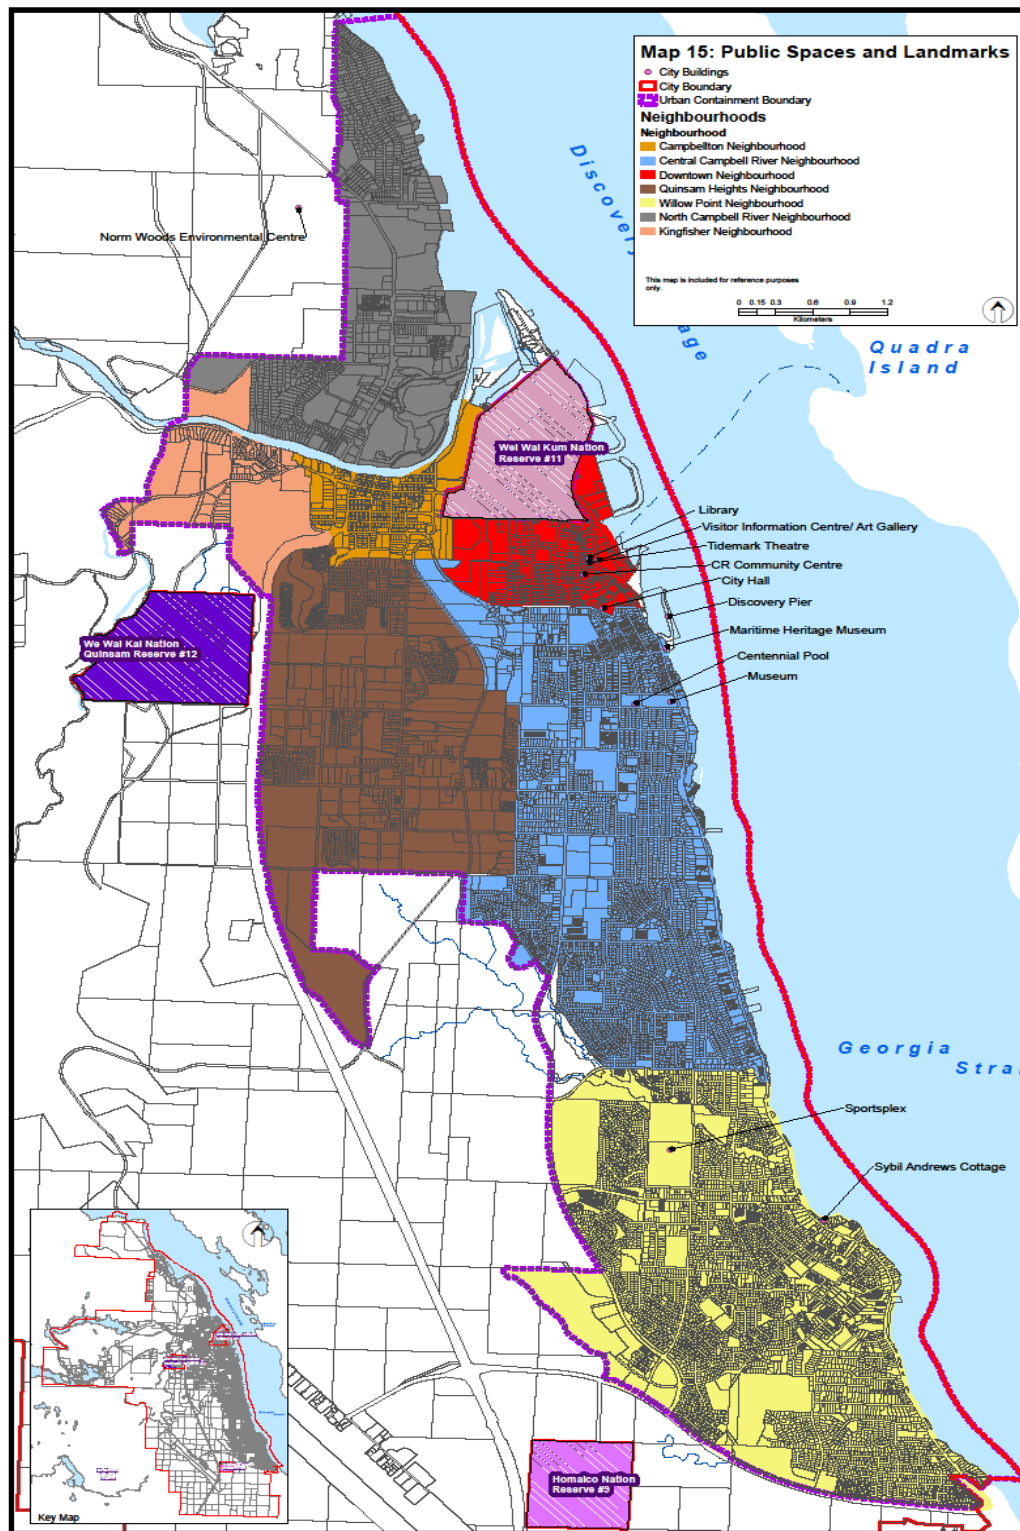 Map 15: Public Spaces and Landmarks
City Buildings
City Boundary
Urban Containment Boundary
Neighbourhoods
Neighbourhood
Campbellton Neighbourhood
Central Campbell River Neighbourhood
Downtown Neighbourhood
Quinsam Heights Neighbourhood
Willow Point Neighbourhood
North Campbell River Neighbourhood
Kingfisher Neighbourhood
This map is included for reference purposes
only.
0 0.15 0.3 0.6 0.9 1.2
Kilometers
Discovery
age
Quadra
Island
Norm Woods Environmental Centre
Wei Wai Kum Nation
Reserve #11
Library
Visitor Information Centre/ Art Gallery
Tidemark Theatre
CR Community Centre
City Hall
Discovery Pier
Maritime Heritage Museum
Centennial Pool
Museum
We Wai Kai Nation
Quinsam Reserve #12
Georgia
Stra
Sportsplex
Sybil Andrews Cottage
Homalco Nation
Reserve #9
Key Map